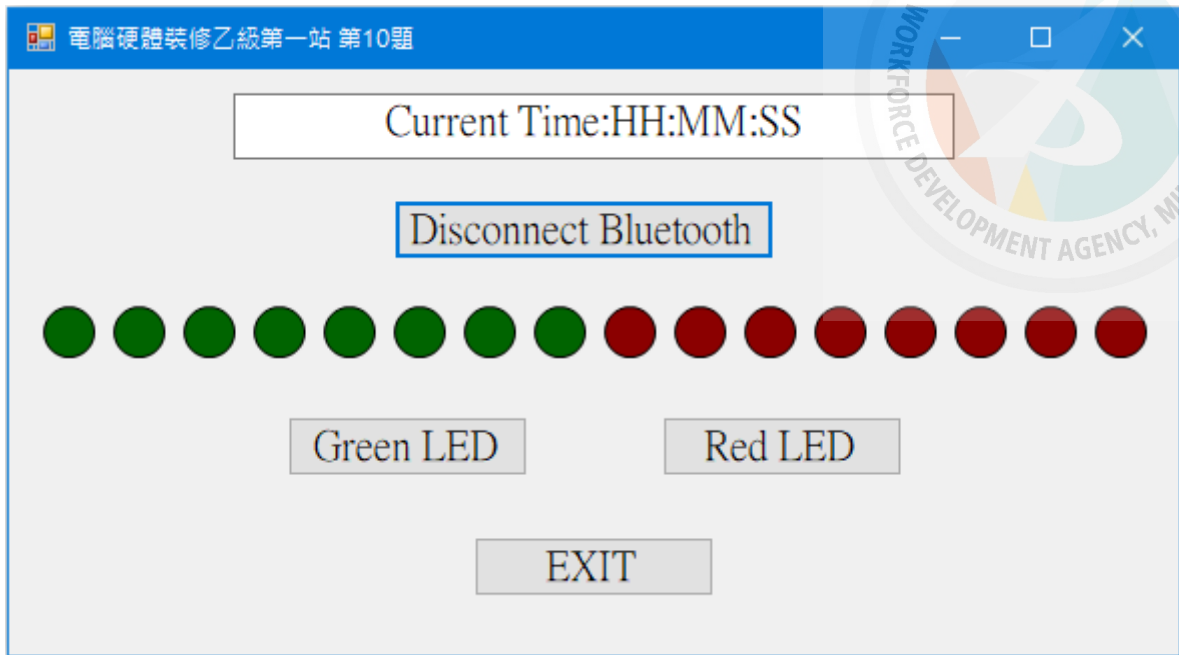 電腦硬體裝修乙級第一站 第10題
Current Time:HH:MM:SS
Disconnect Bluetooth
Green LED
Red LED
EXIT
WORKFORCE DEVELOPMENT AGENCY,